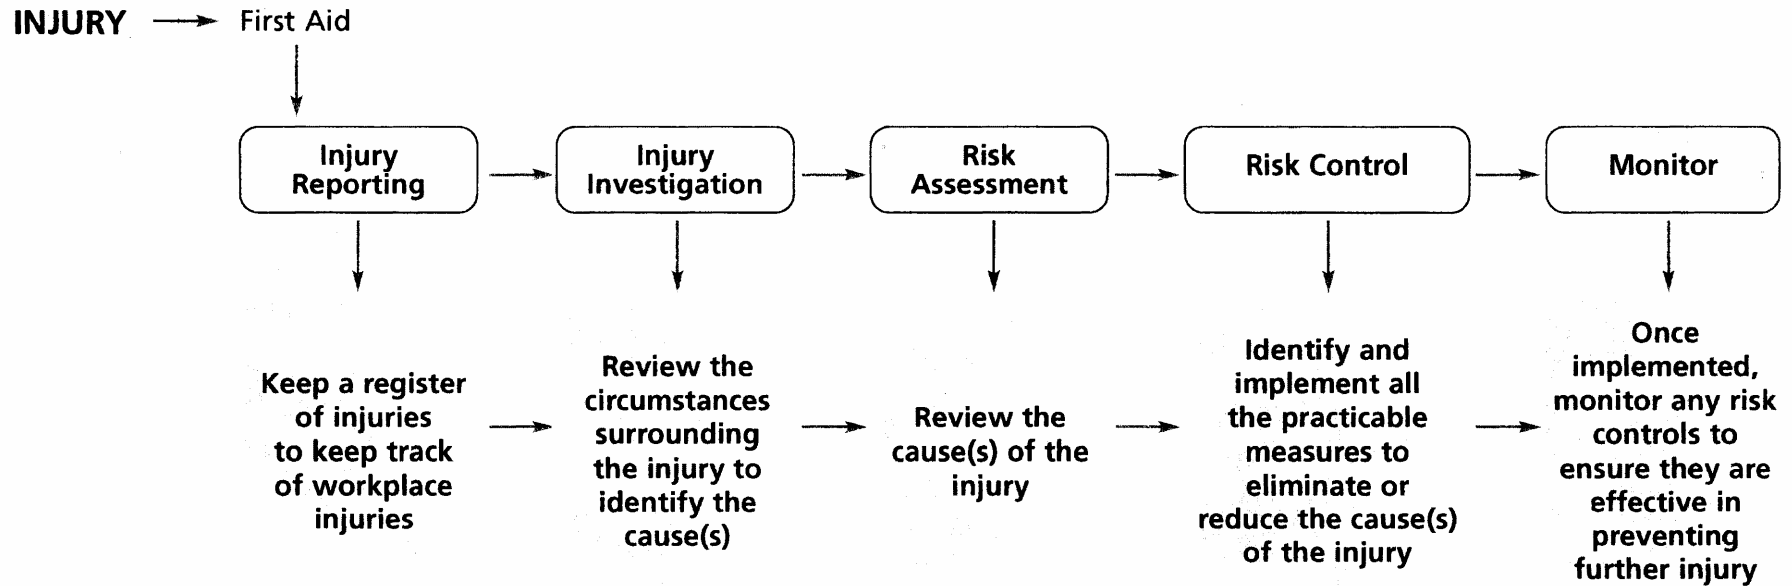 INJURY
First Aid
Injury
Reporting
Injury
Investigation
Risk
Assessment
Risk Control
Monitor
Keep a register
of injuries
to keep track
of workplace
injuries
Review the
circumstances
surrounding
the injury to
identify the
cause(s)
Review the
cause(s) of the
injury
Identify and
implement all
the practicable
measures to
eliminate or
reduce the cause(s)
of the injury
Once
implemented,
monitor any risk
controls to
ensure they are
effective in
preventing
further injury